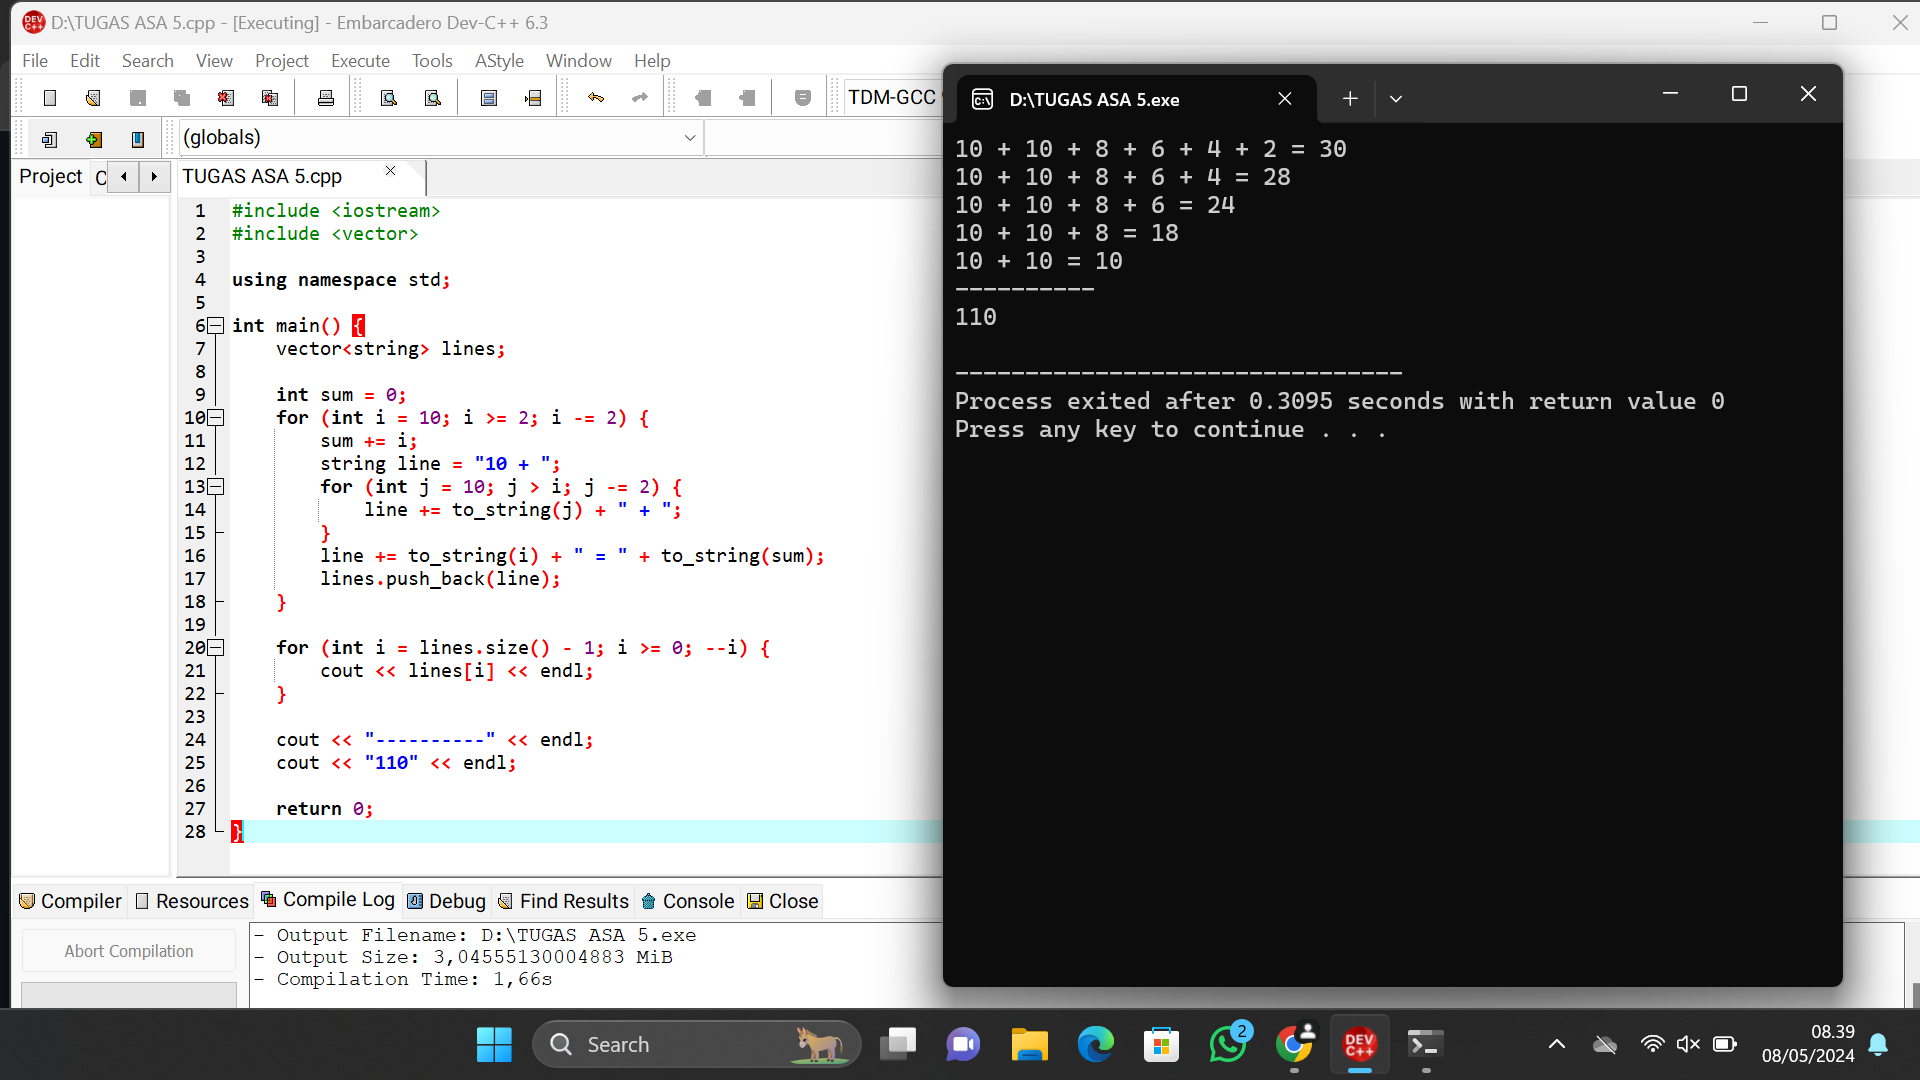 D:\TUGAS ASA 5.cpp - [Executing] - Embarcadero Dev-C++ 6.3
File Edit Search View Project Execute Tools AStyle Window Help
TDM-GCC
(globals)
Project C TUGAS ASA 5.cpp
1 #include <iostream>
2 #include <vector>
3
4 using namespace std;
5
6 int main() {
7 vector<string> lines;
8
9 int sum = 0;
10 for (int i = 10; i >= 2; i -= 2) {
11 sum += i;
12 string line = "10 + ";
13 for (int j = 10; j > i; j -= 2) {
14 line += to_string(j) + " + ";
15 }
16 line += to_string(i) + " = " + to_string(sum);
17 lines.push_back(line);
18 }
19
20 for (int i = lines.size() - 1; i >= 0; --i) {
21 cout << lines[i] << endl;
22 }
23
24 cout << "----------" << endl;
25 cout << "110" << endl;
26
27 return 0;
28 }
Compiler Resources Compile Log Debug Find Results Console Close
Abort Compilation
- Output Filename: D:\TUGAS ASA 5.exe
- Output Size: 3,04555130004883 MiB
- Compilation Time: 1,66s
D:\TUGAS ASA 5.exe
10 + 10 + 8 + 6 + 4 + 2 = 30
10 + 10 + 8 + 6 + 4 = 28
10 + 10 + 8 + 6 = 24
10 + 10 + 8 = 18
10 + 10 = 10
----------
110
--------------------------------
Process exited after 0.3095 seconds with return value 0
Press any key to continue . . .
Search
2
DEV C++
08.39
08/05/2024